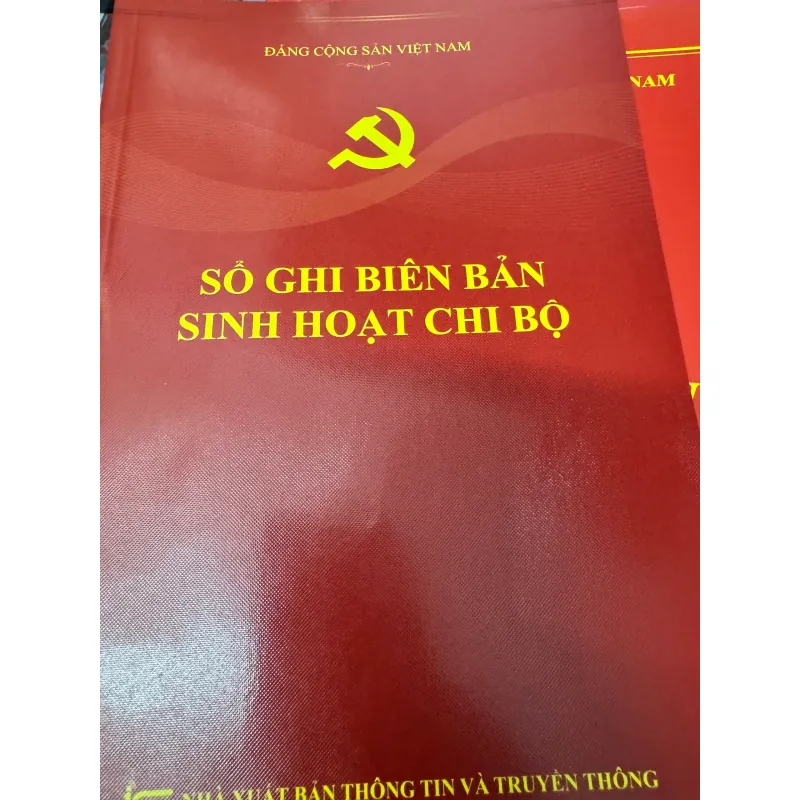 ĐẢNG CỘNG SẢN VIỆT NAM
NAM
SỔ GHI BIÊN BẢN
SINH HOẠT CHI BỘ
NHÀ XUẤT BẢN THÔNG TIN VÀ TRUYỀN THÔNG